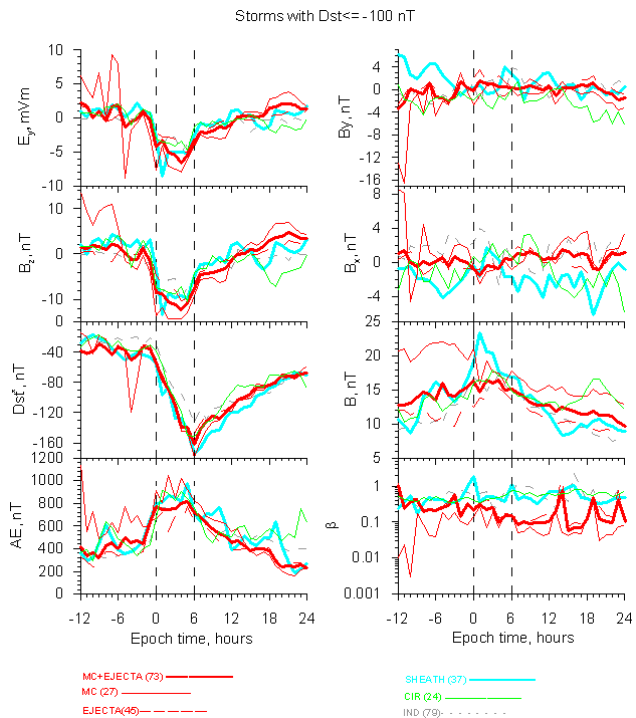 Storms with Dst<= -100 nT
10
5
0
-5
-10
E_y, mVm
4
0
-4
-8
-12
-16
By, nT
10
0
-10
B_z, nT
8
4
0
-4
B_x, nT
-40
-80
-120
-160
Dst*, nT
25
20
15
10
5
B, nT
1200
1000
800
600
400
200
0
AE, nT
1
0.1
0.01
0.001
β
-12 -6 0 6 12 18 24
-12 -6 0 6 12 18 24
Epoch time, hours
Epoch time, hours
MC+EJECTA (73)
MC (27)
EJECTA(45)
SHEATH (37)
CIR (24)
IND (79)